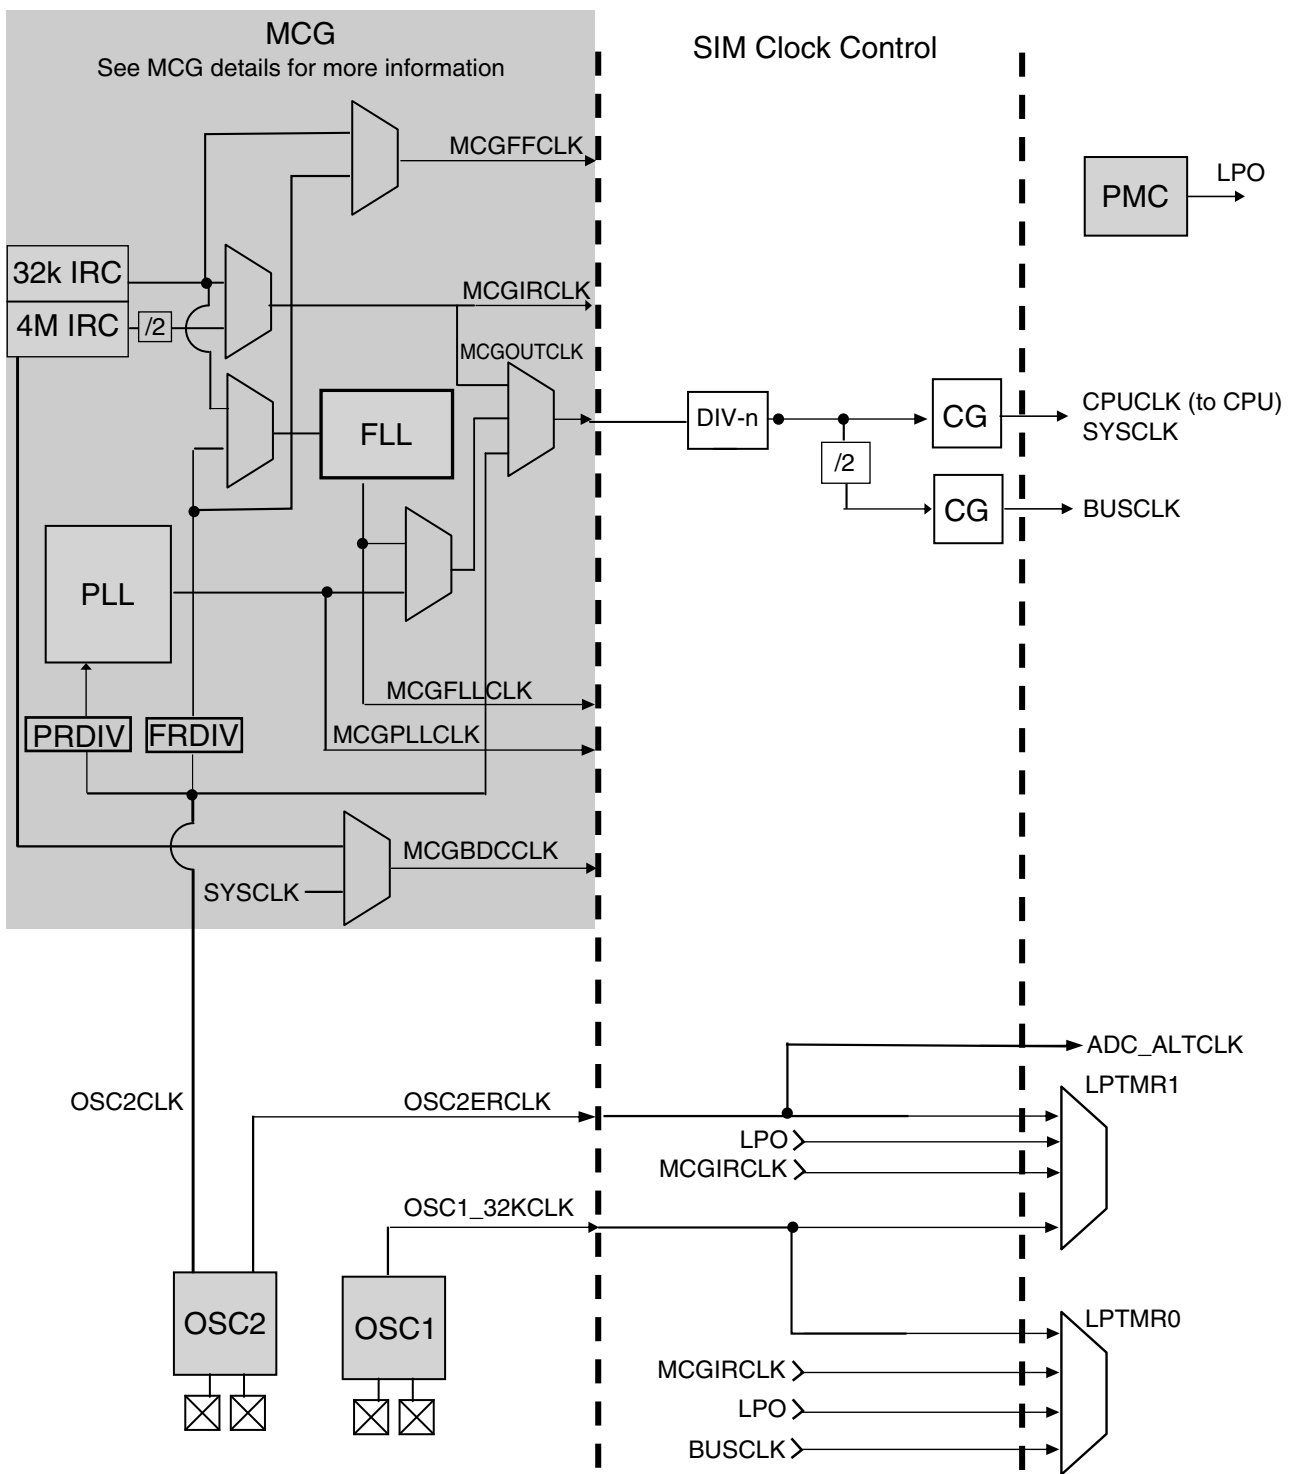 MCG
See MCG details for more information
SIM Clock Control
MCGFFCLK
PMC
LPO
32k IRC
MCGIRCLK
4M IRC
/2
MCGOUTCLK
FLL
DIV-n
CG
CPUCLK (to CPU)
SYSCLK
/2
CG
BUSCLK
PLL
MCGFLLCLK
PRDIV
FRDIV
MCGPLLCLK
MCGBDCCLK
SYSCLK
ADC_ALTCLK
LPTMR1
OSC2CLK
OSC2ERCLK
LPO
MCGIRCLK
OSC1_32KCLK
OSC2
OSC1
LPTMR0
MCGIRCLK
LPO
BUSCLK